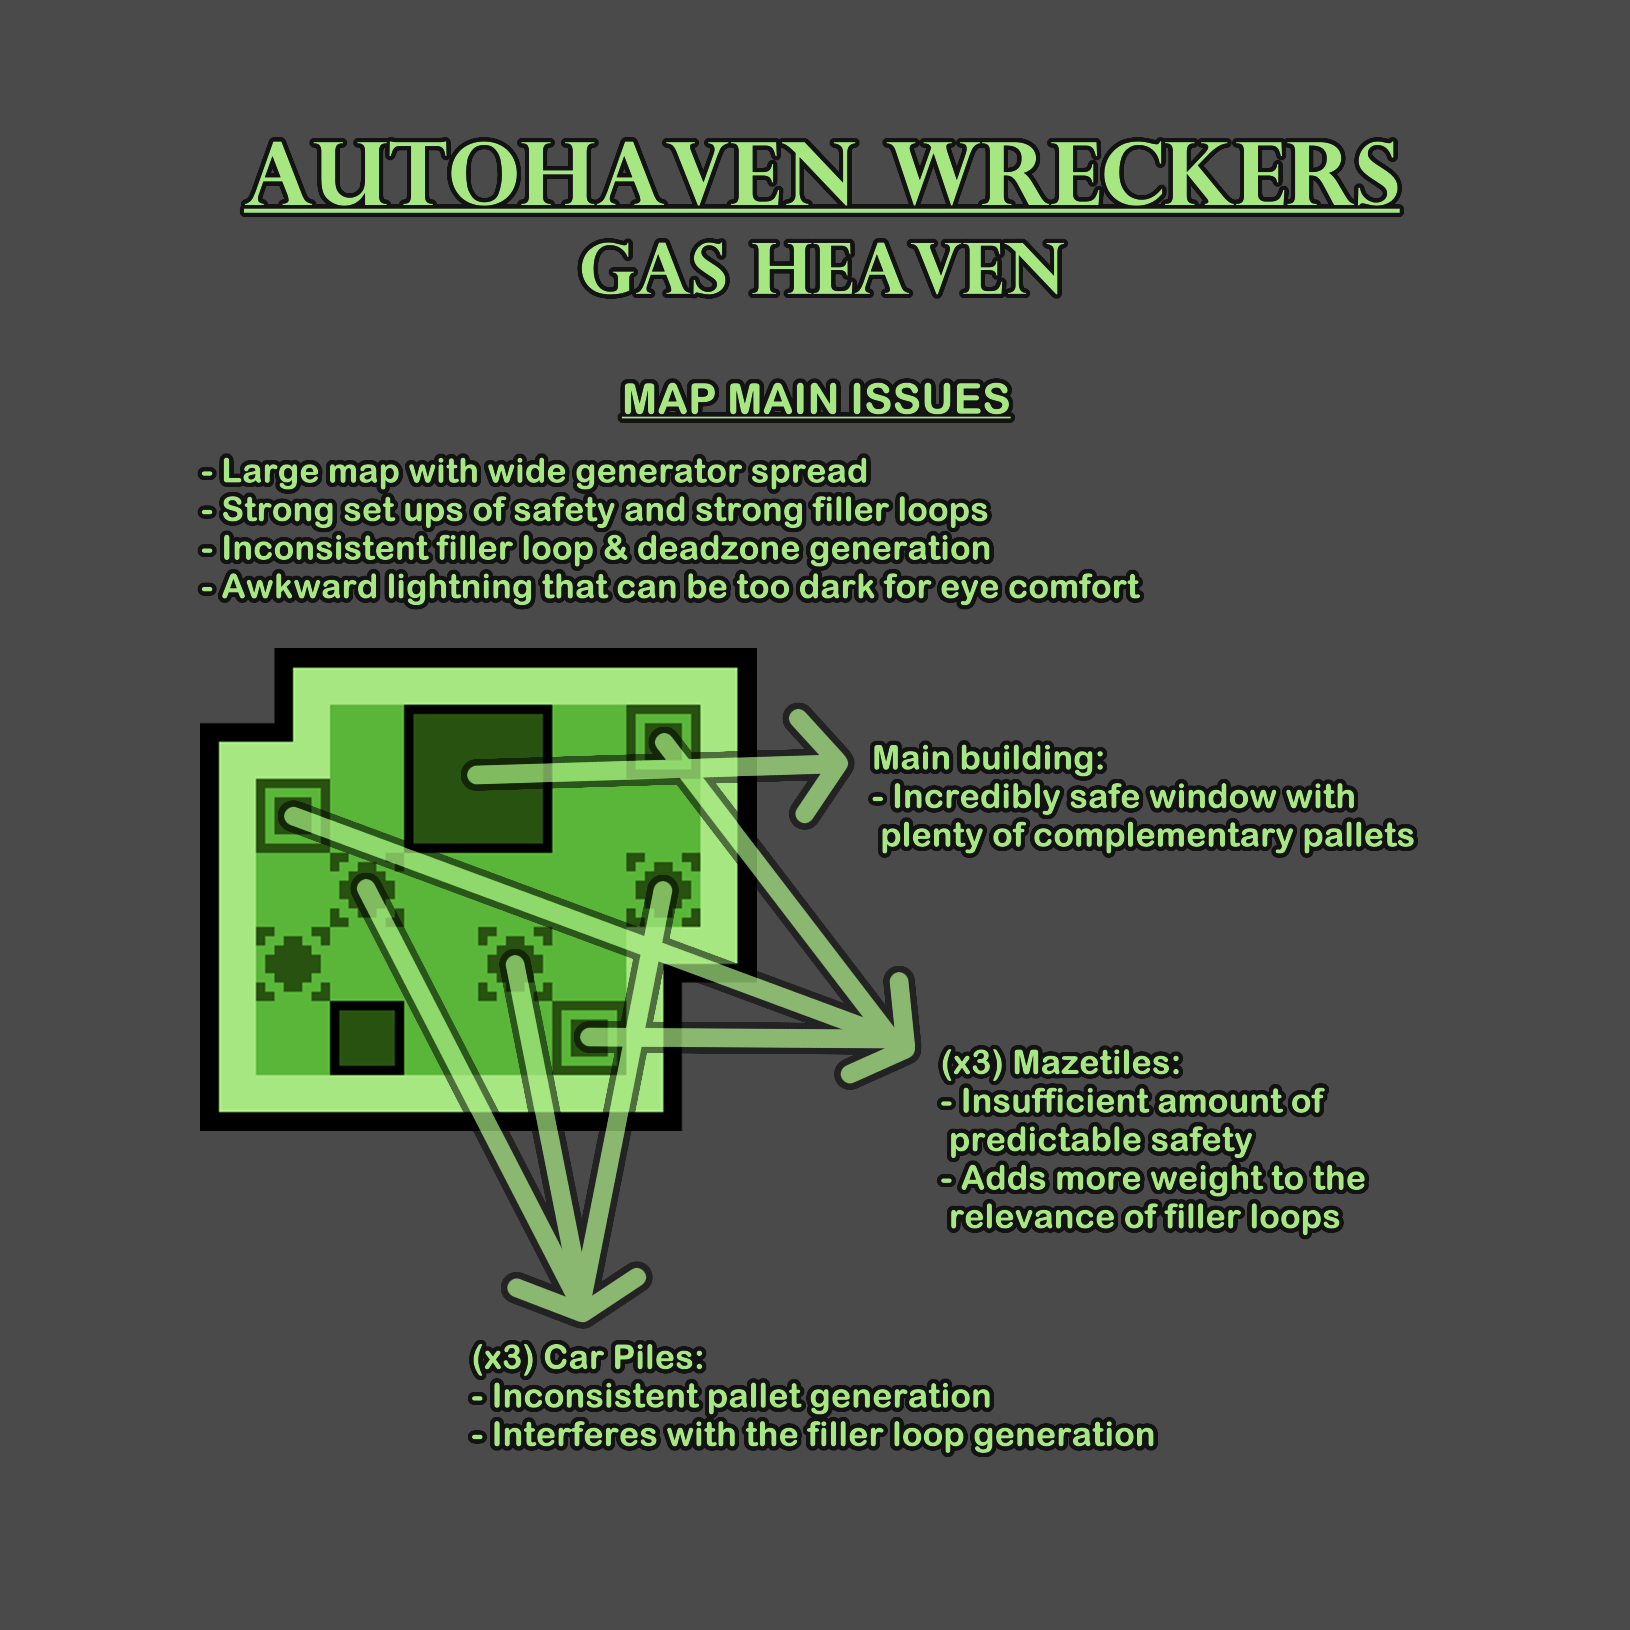 AUTOHAVEN WRECKERS
GAS HEAVEN
MAP MAIN ISSUES
- Large map with wide generator spread
- Strong set ups of safety and strong filler loops
- Inconsistent filler loop & deadzone generation
- Awkward lightning that can be too dark for eye comfort
Main building:
- Incredibly safe window with
plenty of complementary pallets
(x3) Mazetiles:
- Insufficient amount of
predictable safety
- Adds more weight to the
relevance of filler loops
(x3) Car Piles:
- Inconsistent pallet generation
- Interferes with the filler loop generation